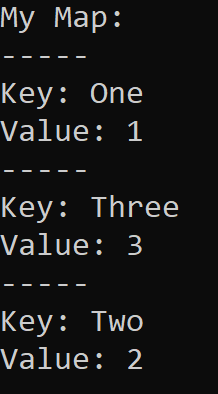 My Map:
-----
Key: One
Value: 1
-----
Key: Three
Value: 3
-----
Key: Two
Value: 2